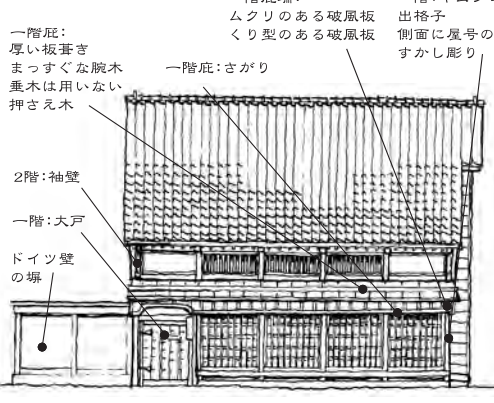 ムクリのある破風板
くり型のある破風板
出格子
側面に屋号の
すかし彫り
一階庇:
厚い板葺き
まっすぐな腕木
垂木は用いない
押さえ木
一階庇:さがり
2階:袖壁
一階:大戸
ドイツ壁
の塀